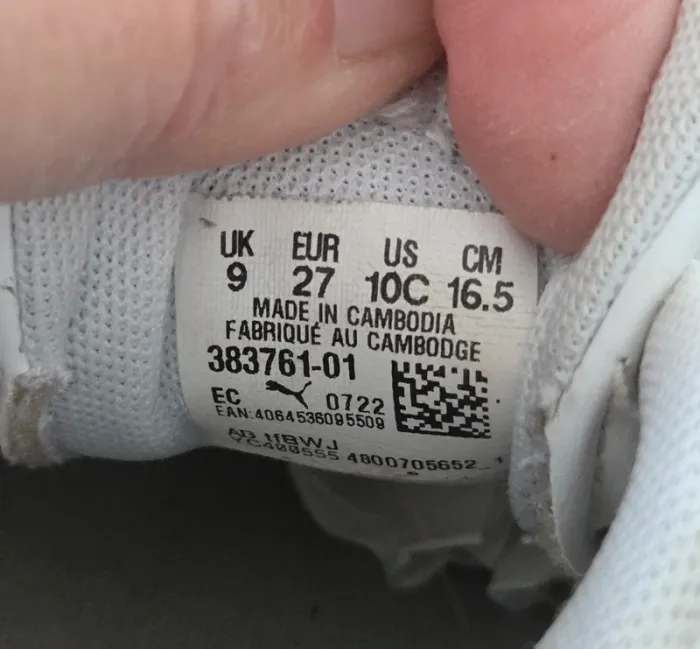 UK EUR US CM
9 27 10C 16.5
MADE IN CAMBODIA
FABRIQUÉ AU CAMBODGE
383761-01
EC 0722
EAN:4064536095509
4800705652_1